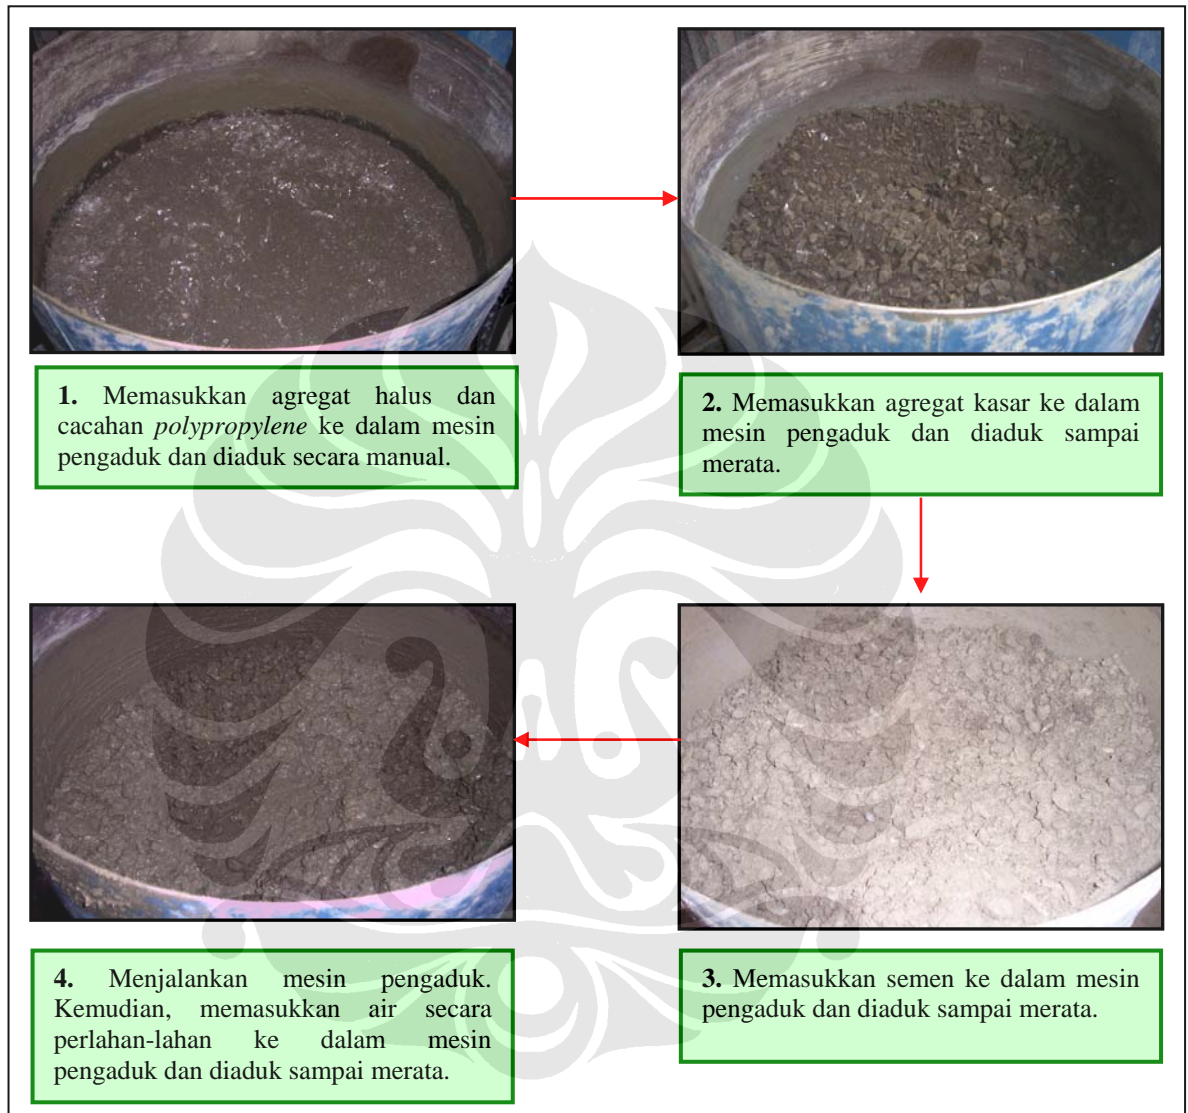 1. Memasukkan agregat halus dan
cacahan polypropylene ke dalam mesin
pengaduk dan diaduk secara manual.
2. Memasukkan agregat kasar ke dalam
mesin pengaduk dan diaduk sampai
merata.
3. Memasukkan semen ke dalam mesin
pengaduk dan diaduk sampai merata.
4. Menjalankan mesin pengaduk.
Kemudian, memasukkan air secara
perlahan-lahan ke dalam mesin
pengaduk dan diaduk sampai merata.